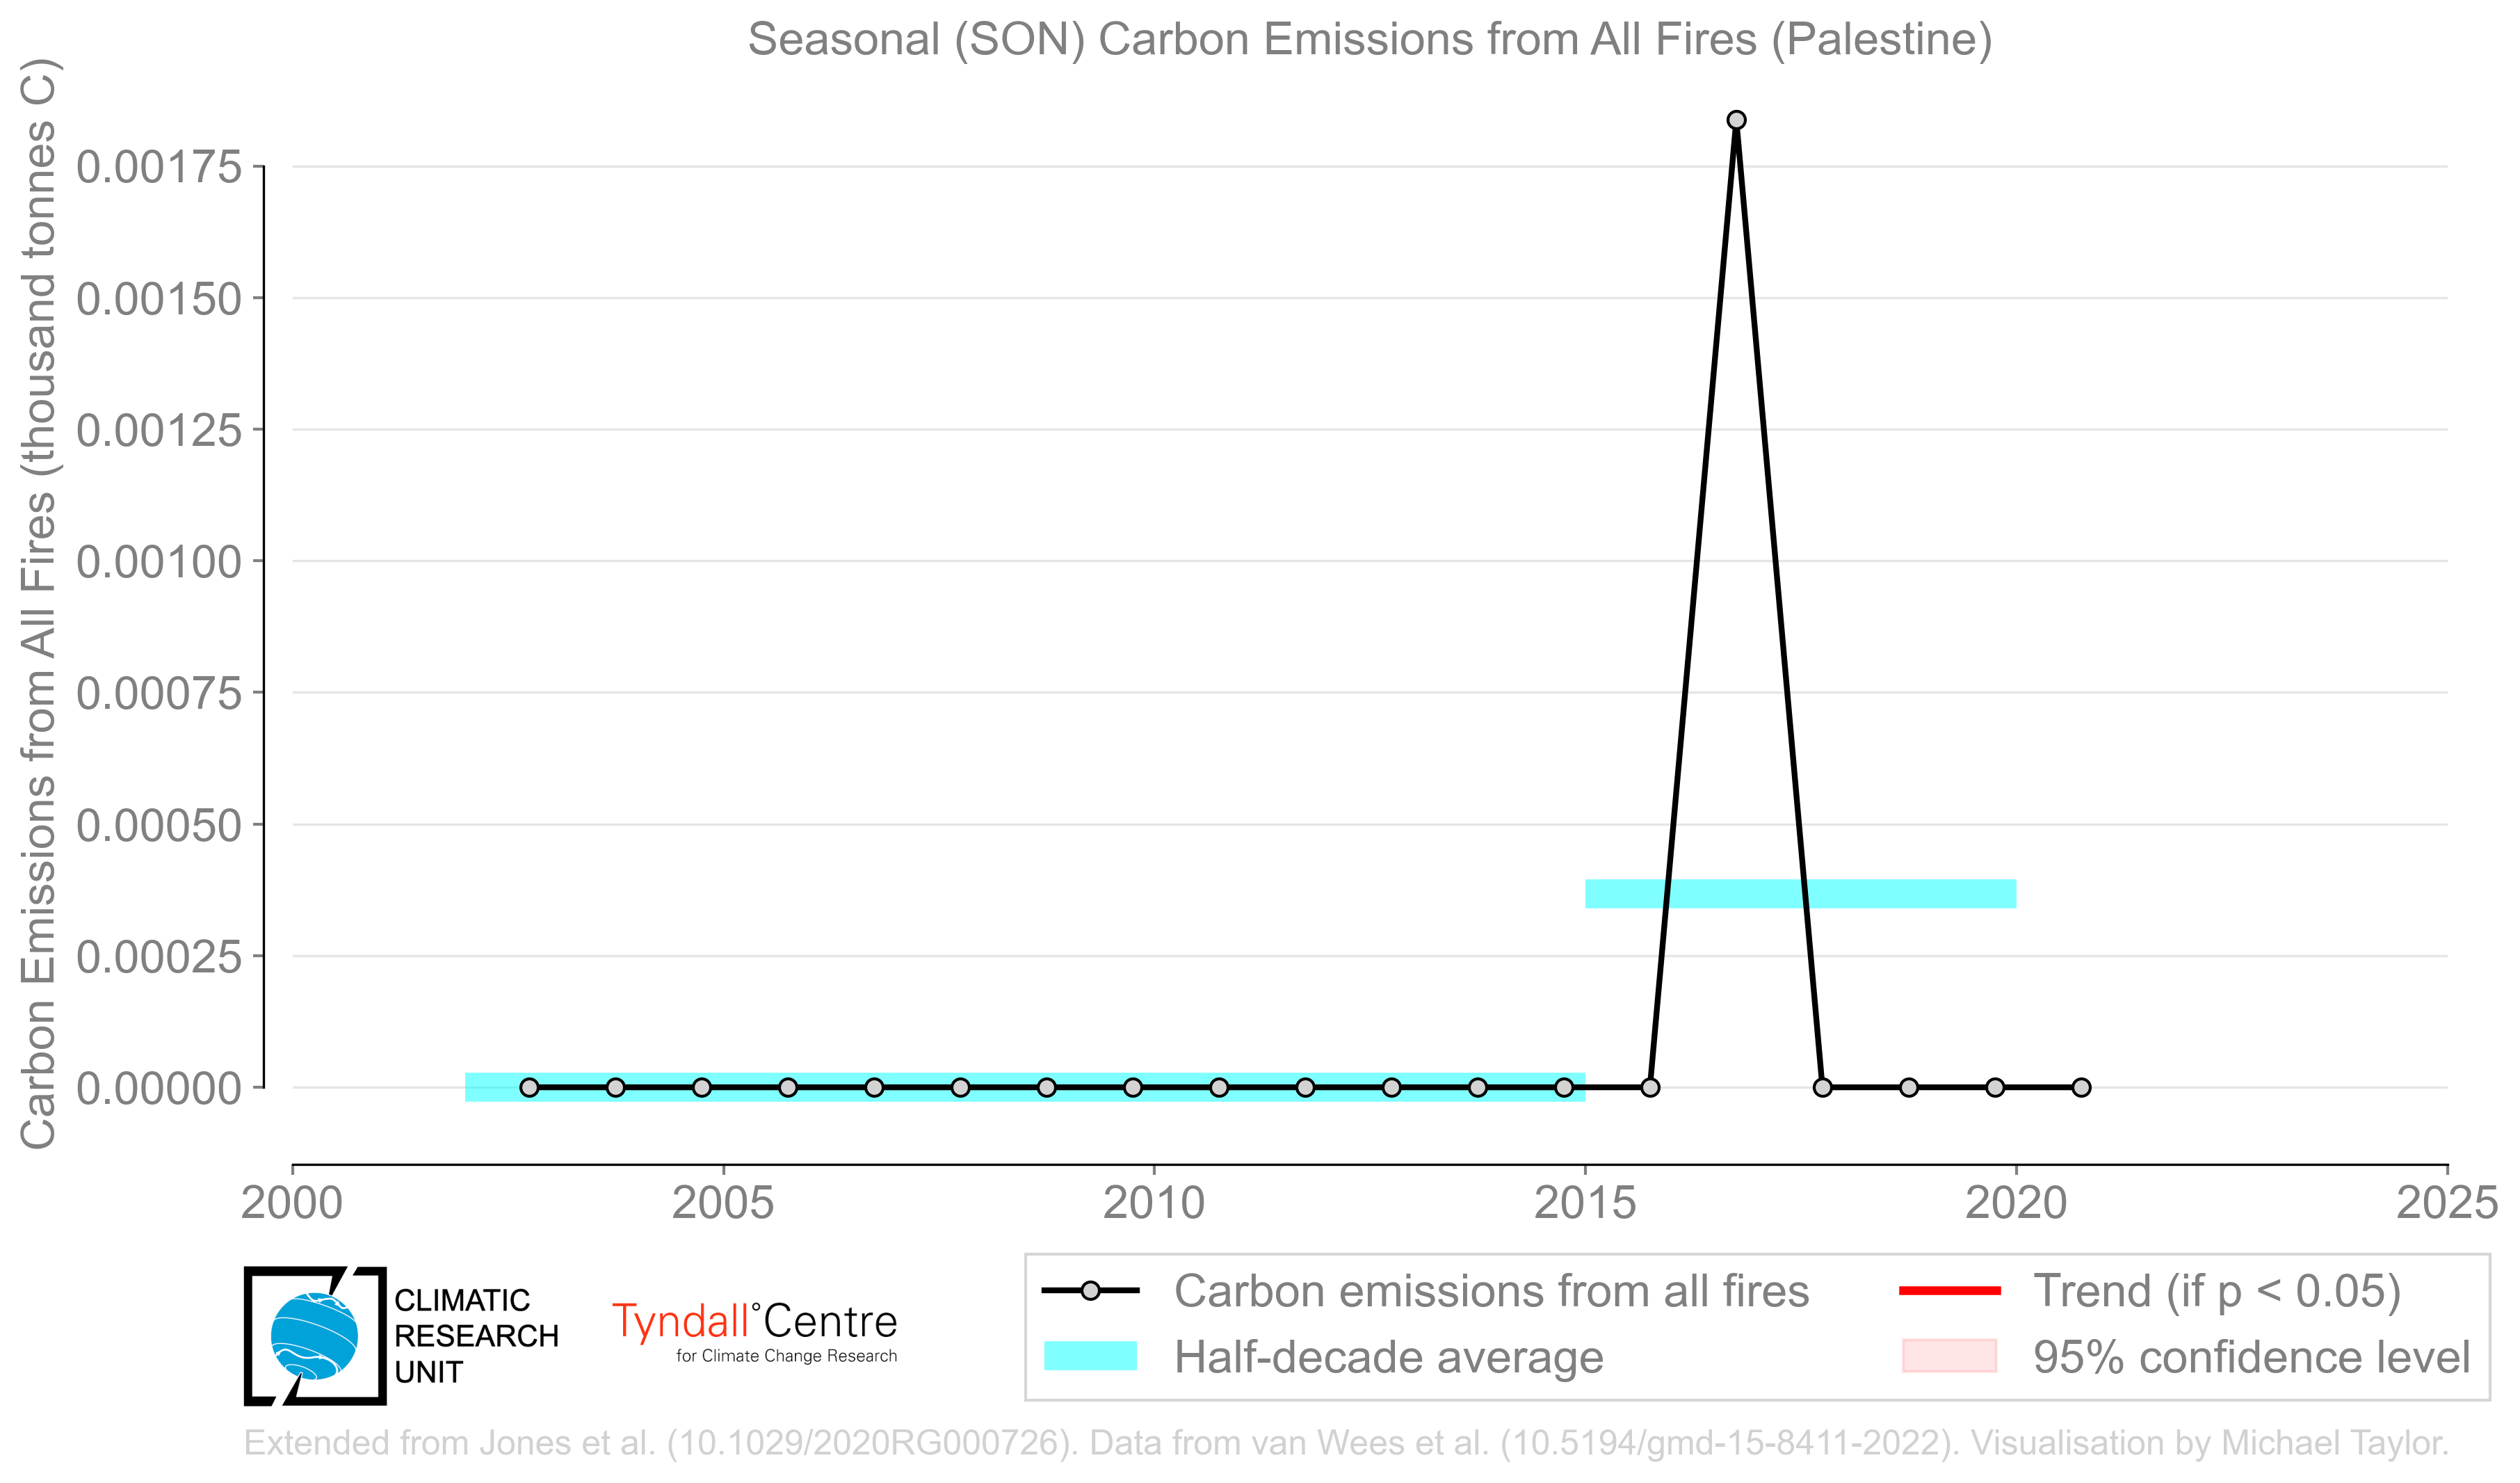 Seasonal (SON) Carbon Emissions from All Fires (Palestine)
Carbon Emissions from All Fires (thousand tonnes C)
0.00175
0.00150
0.00125
0.00100
0.00075
0.00050
0.00025
0.00000
2000 2005 2010 2015 2020 2025
CLIMATIC
RESEARCH
UNIT
Tyndall°Centre
for Climate Change Research
Carbon emissions from all fires
Half-decade average
Trend (if p < 0.05)
95% confidence level
Extended from Jones et al. (10.1029/2020RG000726). Data from van Wees et al. (10.5194/gmd-15-8411-2022). Visualisation by Michael Taylor.